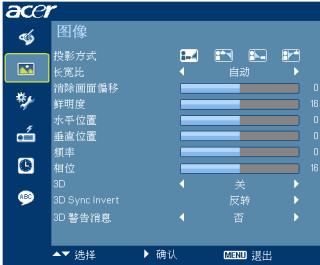 acer
图像
投影方式
长宽比 自动
消除画面偏移 0
鲜明度 16
水平位置 0
垂直位置 0
频率 0
相位 16
3D 关
3D Sync Invert 反转
3D 警告消息 否
ABC
选择 确认 MENU 退出